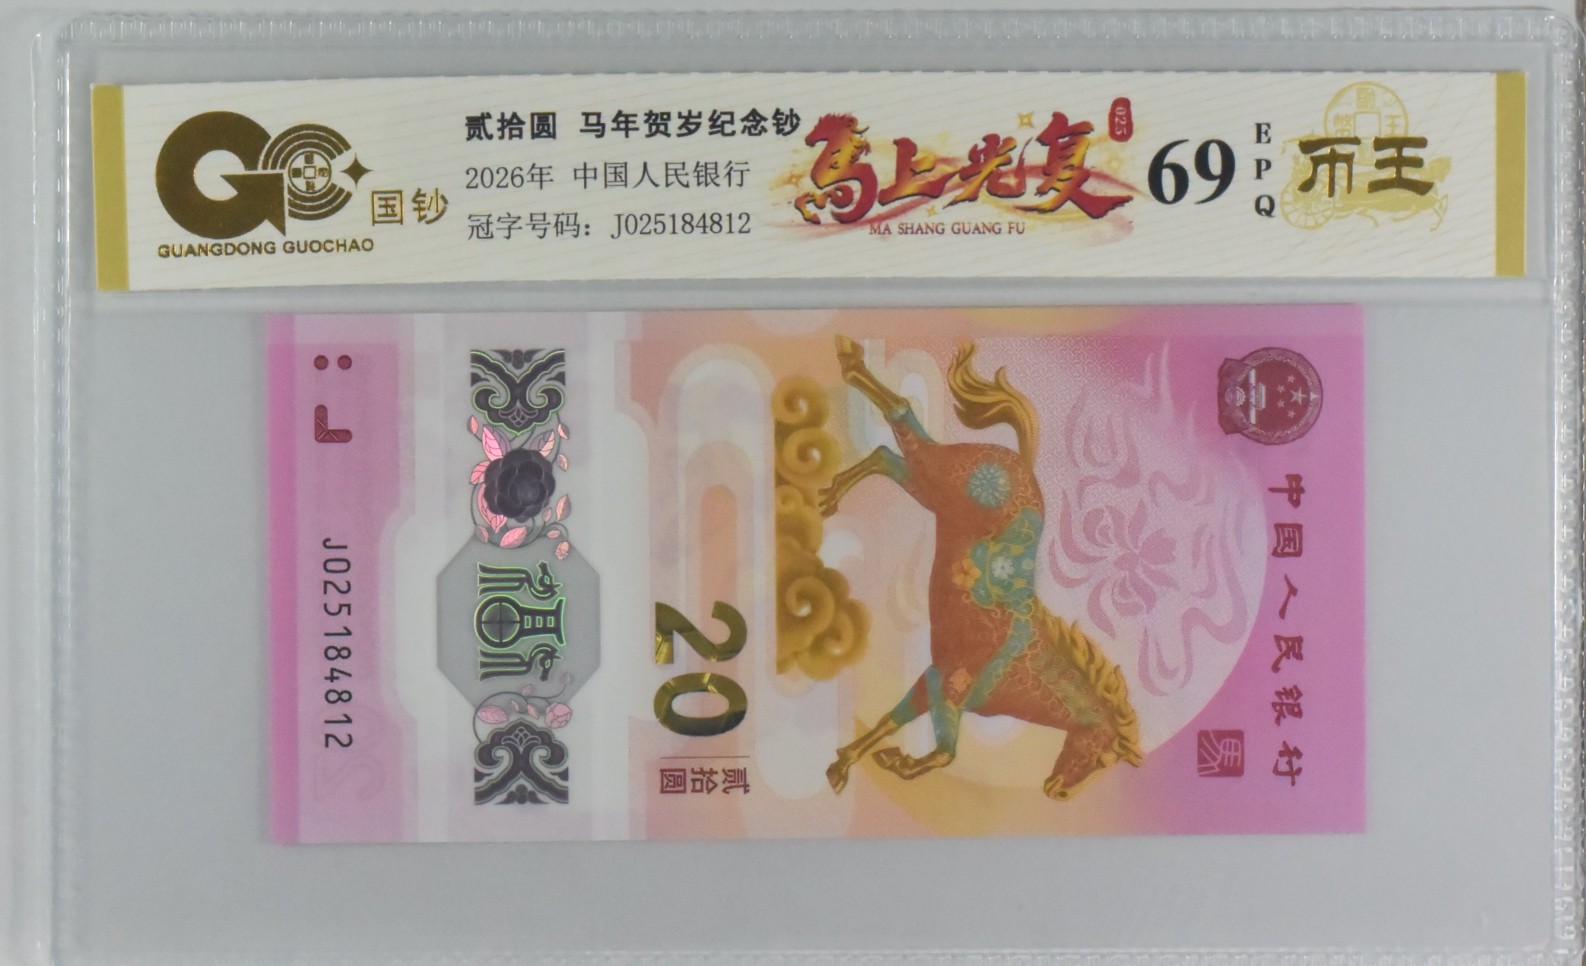 GUANGDONG GUOCHAO
国钞
贰拾圆 马年贺岁纪念钞
2026年 中国人民银行
冠字号码：J025184812
馬上光复
025
MA SHANG GUANG FU
69
EPQ
币王
J025184812
20
贰拾圆
中国人民银行